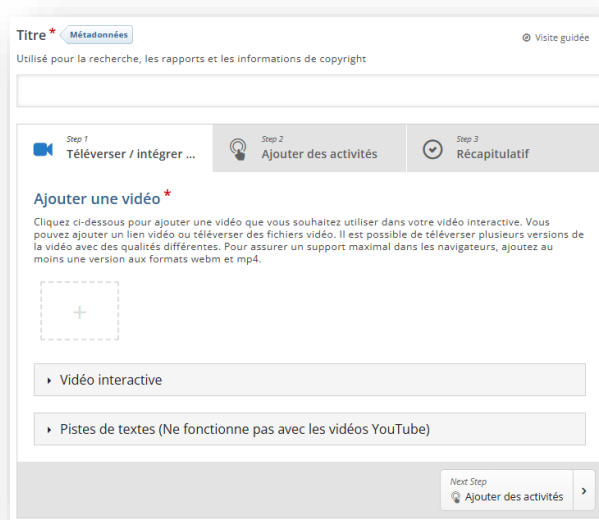 Titre * Métadonnées
Visite guidée
Utilisé pour la recherche, les rapports et les informations de copyright
Step 1
Téléverser / intégrer ...
Step 2
Ajouter des activités
Step 3
Récapitulatif
Ajouter une vidéo *
Cliquez ci-dessous pour ajouter une vidéo que vous souhaitez utiliser dans votre vidéo interactive. Vous
pouvez ajouter un lien vidéo ou téléverser des fichiers vidéo. Il est possible de téléverser plusieurs versions de
la vidéo avec des qualités différentes. Pour assurer un support maximal dans les navigateurs, ajoutez au
moins une version aux formats webm et mp4.
+
Vidéo interactive
Pistes de textes (Ne fonctionne pas avec les vidéos YouTube)
Next Step
Ajouter des activités